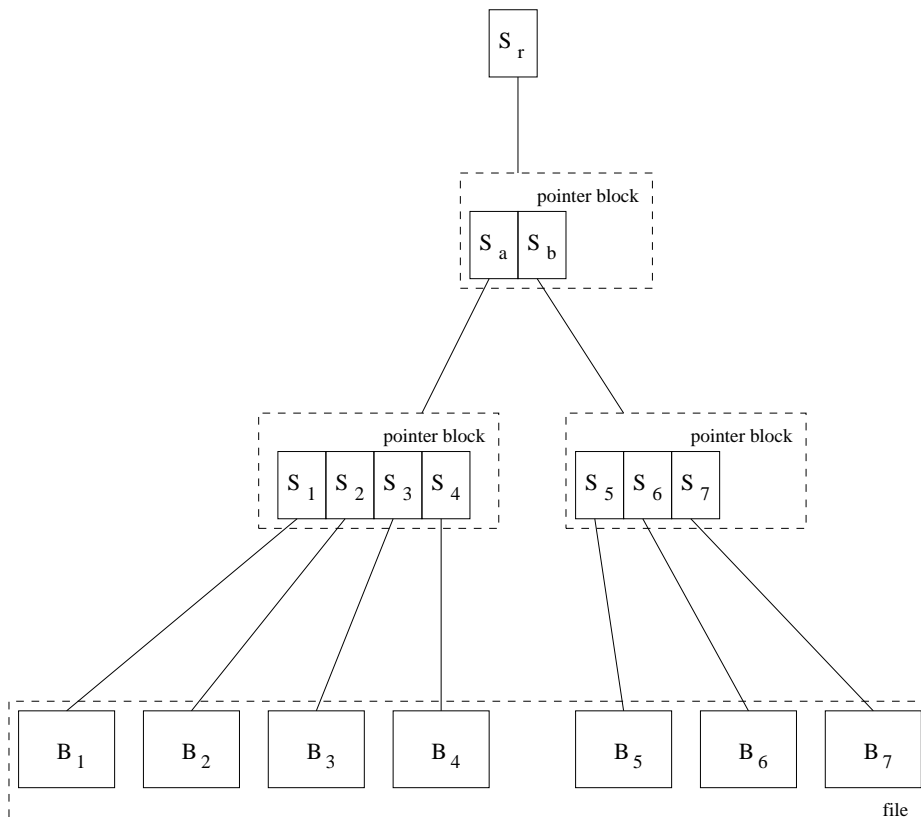 S r
pointer block
S a S b
pointer block
pointer block
S 1 S 2 S 3 S 4
S 5 S 6 S 7
B 1 B 2 B 3 B 4 B 5 B 6 B 7
file